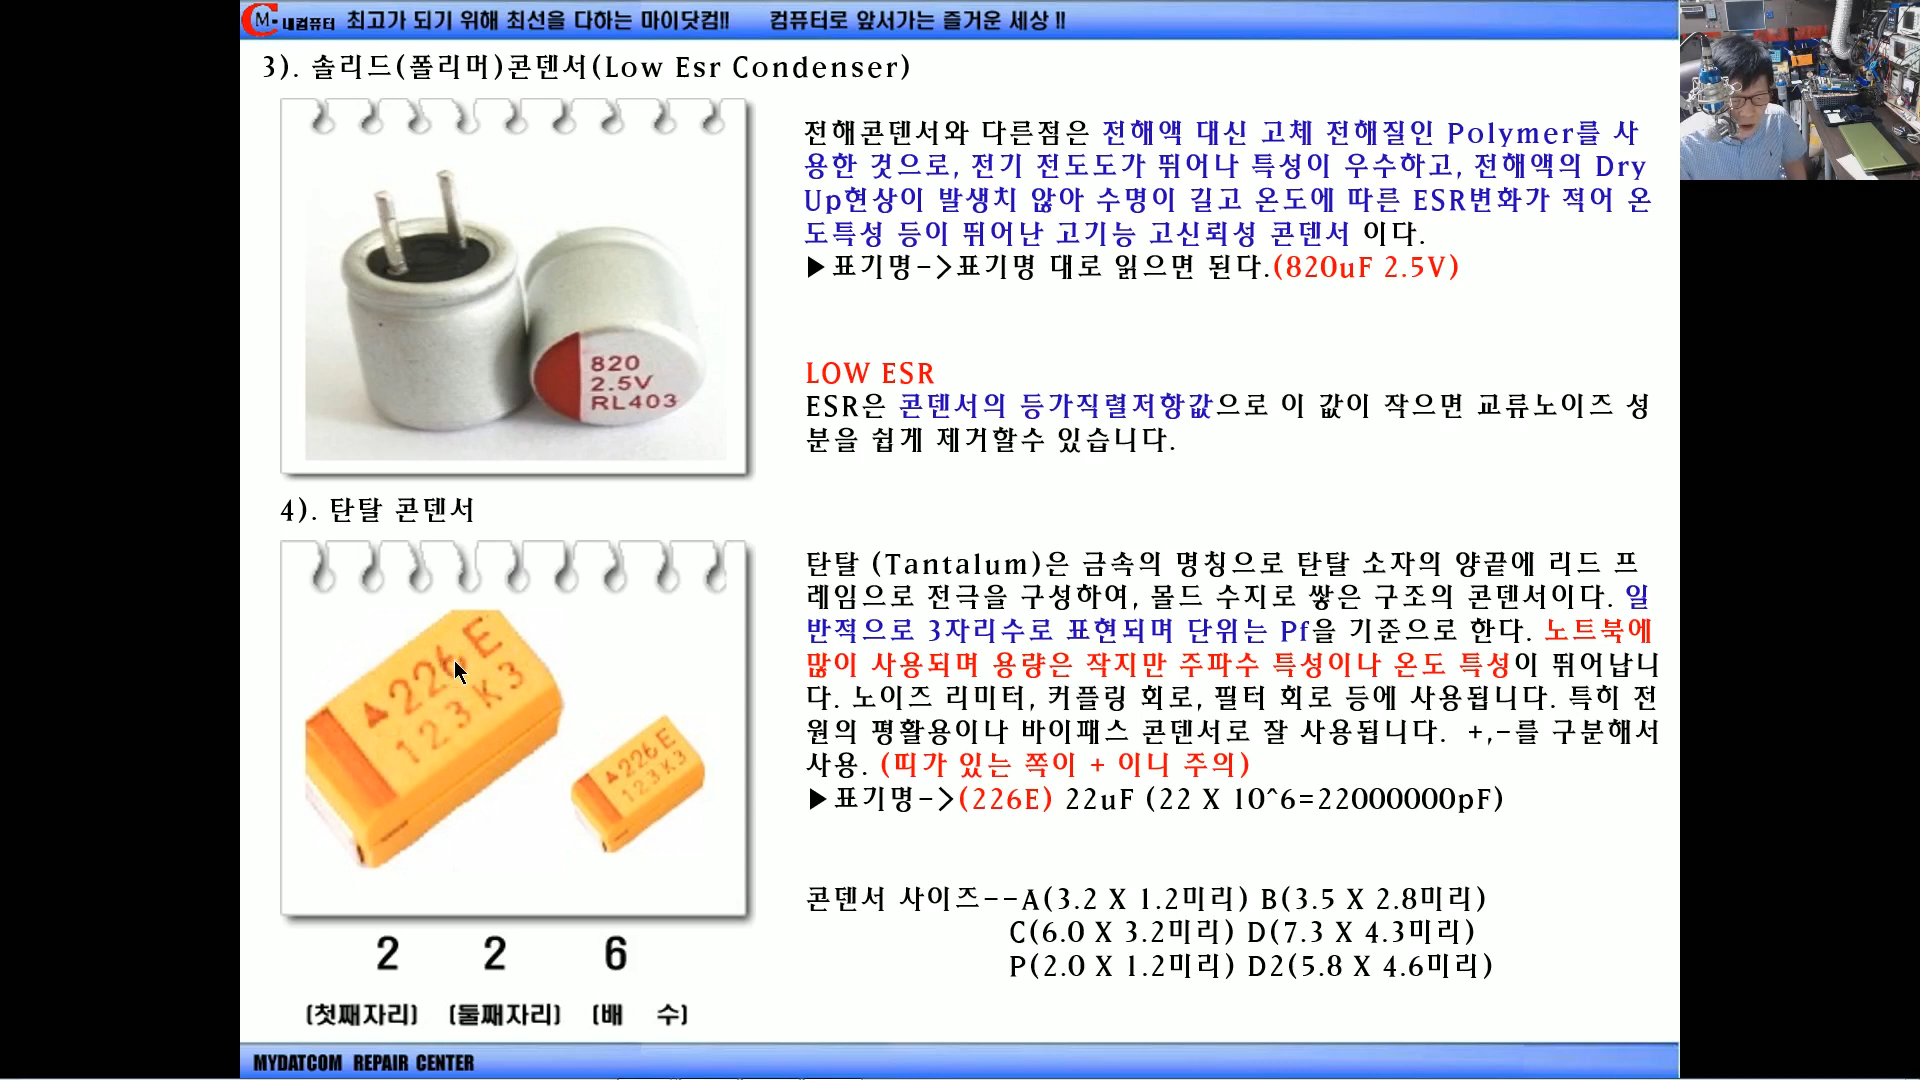 CM 내컴퓨터 최고가 되기 위해 최선을 다하는 마이닷컴!! 컴퓨터로 앞서가는 즐거운 세상 !!
3). 솔리드(폴리머)콘덴서(Low Esr Condenser)
전해콘덴서와 다른점은 전해액 대신 고체 전해질인 Polymer를 사
용한 것으로, 전기 전도도가 뛰어나 특성이 우수하고, 전해액의 Dry
Up현상이 발생치 않아 수명이 길고 온도에 따른 ESR변화가 적어 온
도특성 등이 뛰어난 고기능 고신뢰성 콘덴서 이다.
▶표기명->표기명 대로 읽으면 된다.(820uF 2.5V)
820
2.5V
RL403
LOW ESR
ESR은 콘덴서의 등가직렬저항값으로 이 값이 작으면 교류노이즈 성
분을 쉽게 제거할수 있습니다.
4). 탄탈 콘덴서
▲226E
123K3
▲226E
123K3
탄탈 (Tantalum)은 금속의 명칭으로 탄탈 소자의 양끝에 리드 프
레임으로 전극을 구성하여, 몰드 수지로 쌓은 구조의 콘덴서이다. 일
반적으로 3자리수로 표현되며 단위는 Pf을 기준으로 한다. 노트북에
많이 사용되며 용량은 작지만 주파수 특성이나 온도 특성이 뛰어납니
다. 노이즈 리미터, 커플링 회로, 필터 회로 등에 사용됩니다. 특히 전
원의 평활용이나 바이패스 콘덴서로 잘 사용됩니다. +,-를 구분해서
사용. (띠가 있는 쪽이 + 이니 주의)
▶표기명->(226E) 22uF (22 X 10^6=22000000pF)
콘덴서 사이즈--A(3.2 X 1.2미리) B(3.5 X 2.8미리)
C(6.0 X 3.2미리) D(7.3 X 4.3미리)
P(2.0 X 1.2미리) D2(5.8 X 4.6미리)
2 2 6
(첫째자리) (둘째자리) (배 수)
MYDATCOM REPAIR CENTER